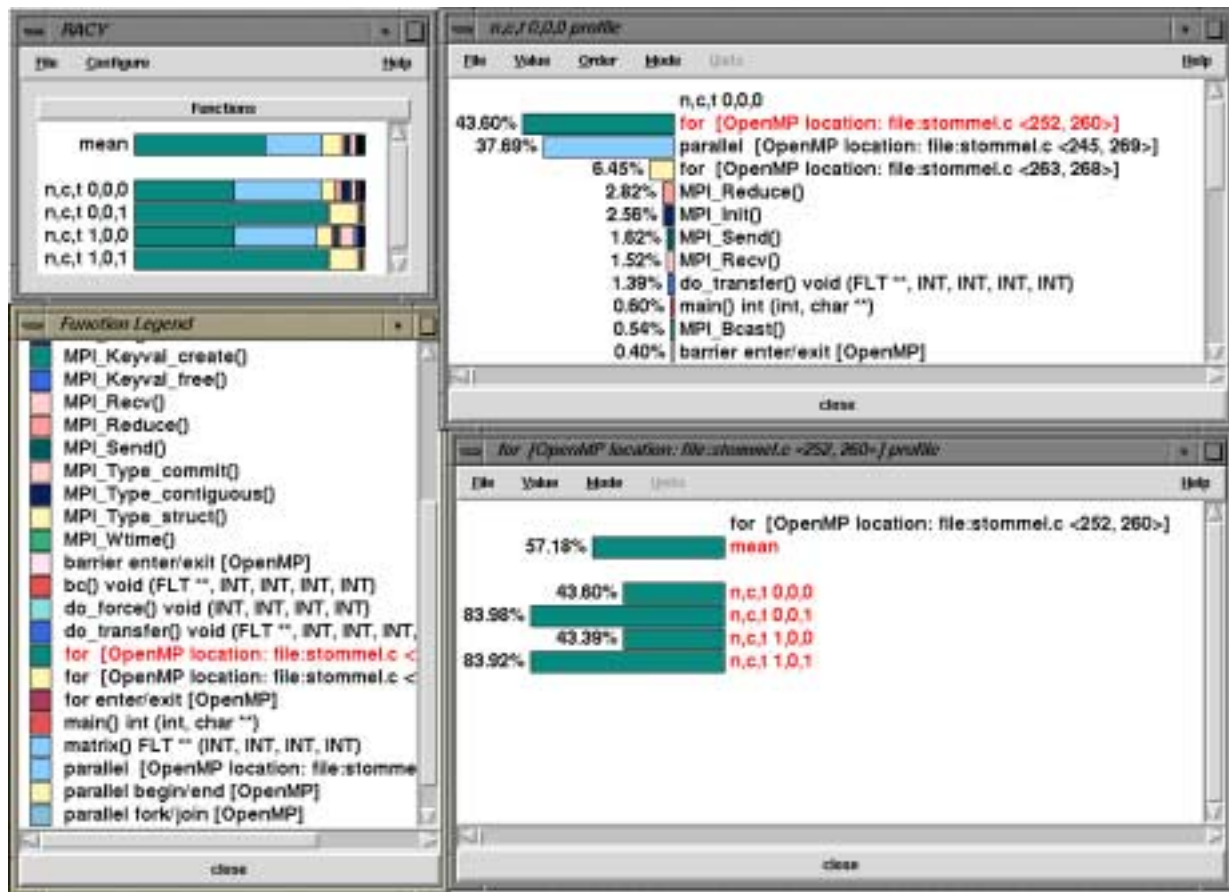 RACY
File Configure Help
Functions
mean
n,c,t 0,0,0
n,c,t 0,0,1
n,c,t 1,0,0
n,c,t 1,0,1
n,c,t 0,0,0 profile
File Value Order Mode Units Help
n,c,t 0,0,0
43.60% for [OpenMP location: file:stommel.c <252, 260>]
37.69% parallel [OpenMP location: file:stommel.c <245, 269>]
6.45% for [OpenMP location: file:stommel.c <263, 268>]
2.82% MPI_Reduce()
2.56% MPI_Init()
1.62% MPI_Send()
1.52% MPI_Recv()
1.39% do_transfer() void (FLT **, INT, INT, INT, INT)
0.60% main() int (int, char **)
0.54% MPI_Bcast()
0.40% barrier enter/exit [OpenMP]
close
Function Legend
MPI_Keyval_create()
MPI_Keyval_free()
MPI_Recv()
MPI_Reduce()
MPI_Send()
MPI_Type_commit()
MPI_Type_contiguous()
MPI_Type_struct()
MPI_Wtime()
barrier enter/exit [OpenMP]
bc() void (FLT **, INT, INT, INT, INT)
do_force() void (INT, INT, INT, INT)
do_transfer() void (FLT **, INT, INT, INT,
for [OpenMP location: file:stommel.c <
for [OpenMP location: file:stommel.c <
for enter/exit [OpenMP]
main() int (int, char **)
matrix() FLT ** (INT, INT, INT, INT)
parallel [OpenMP location: file:stomme
parallel begin/end [OpenMP]
parallel fork/join [OpenMP]
close
for [OpenMP location: file:stommel.c <252, 260>] profile
File Value Mode Units Help
for [OpenMP location: file:stommel.c <252, 260>]
57.18% mean
43.60% n,c,t 0,0,0
83.98% n,c,t 0,0,1
43.39% n,c,t 1,0,0
83.92% n,c,t 1,0,1
close